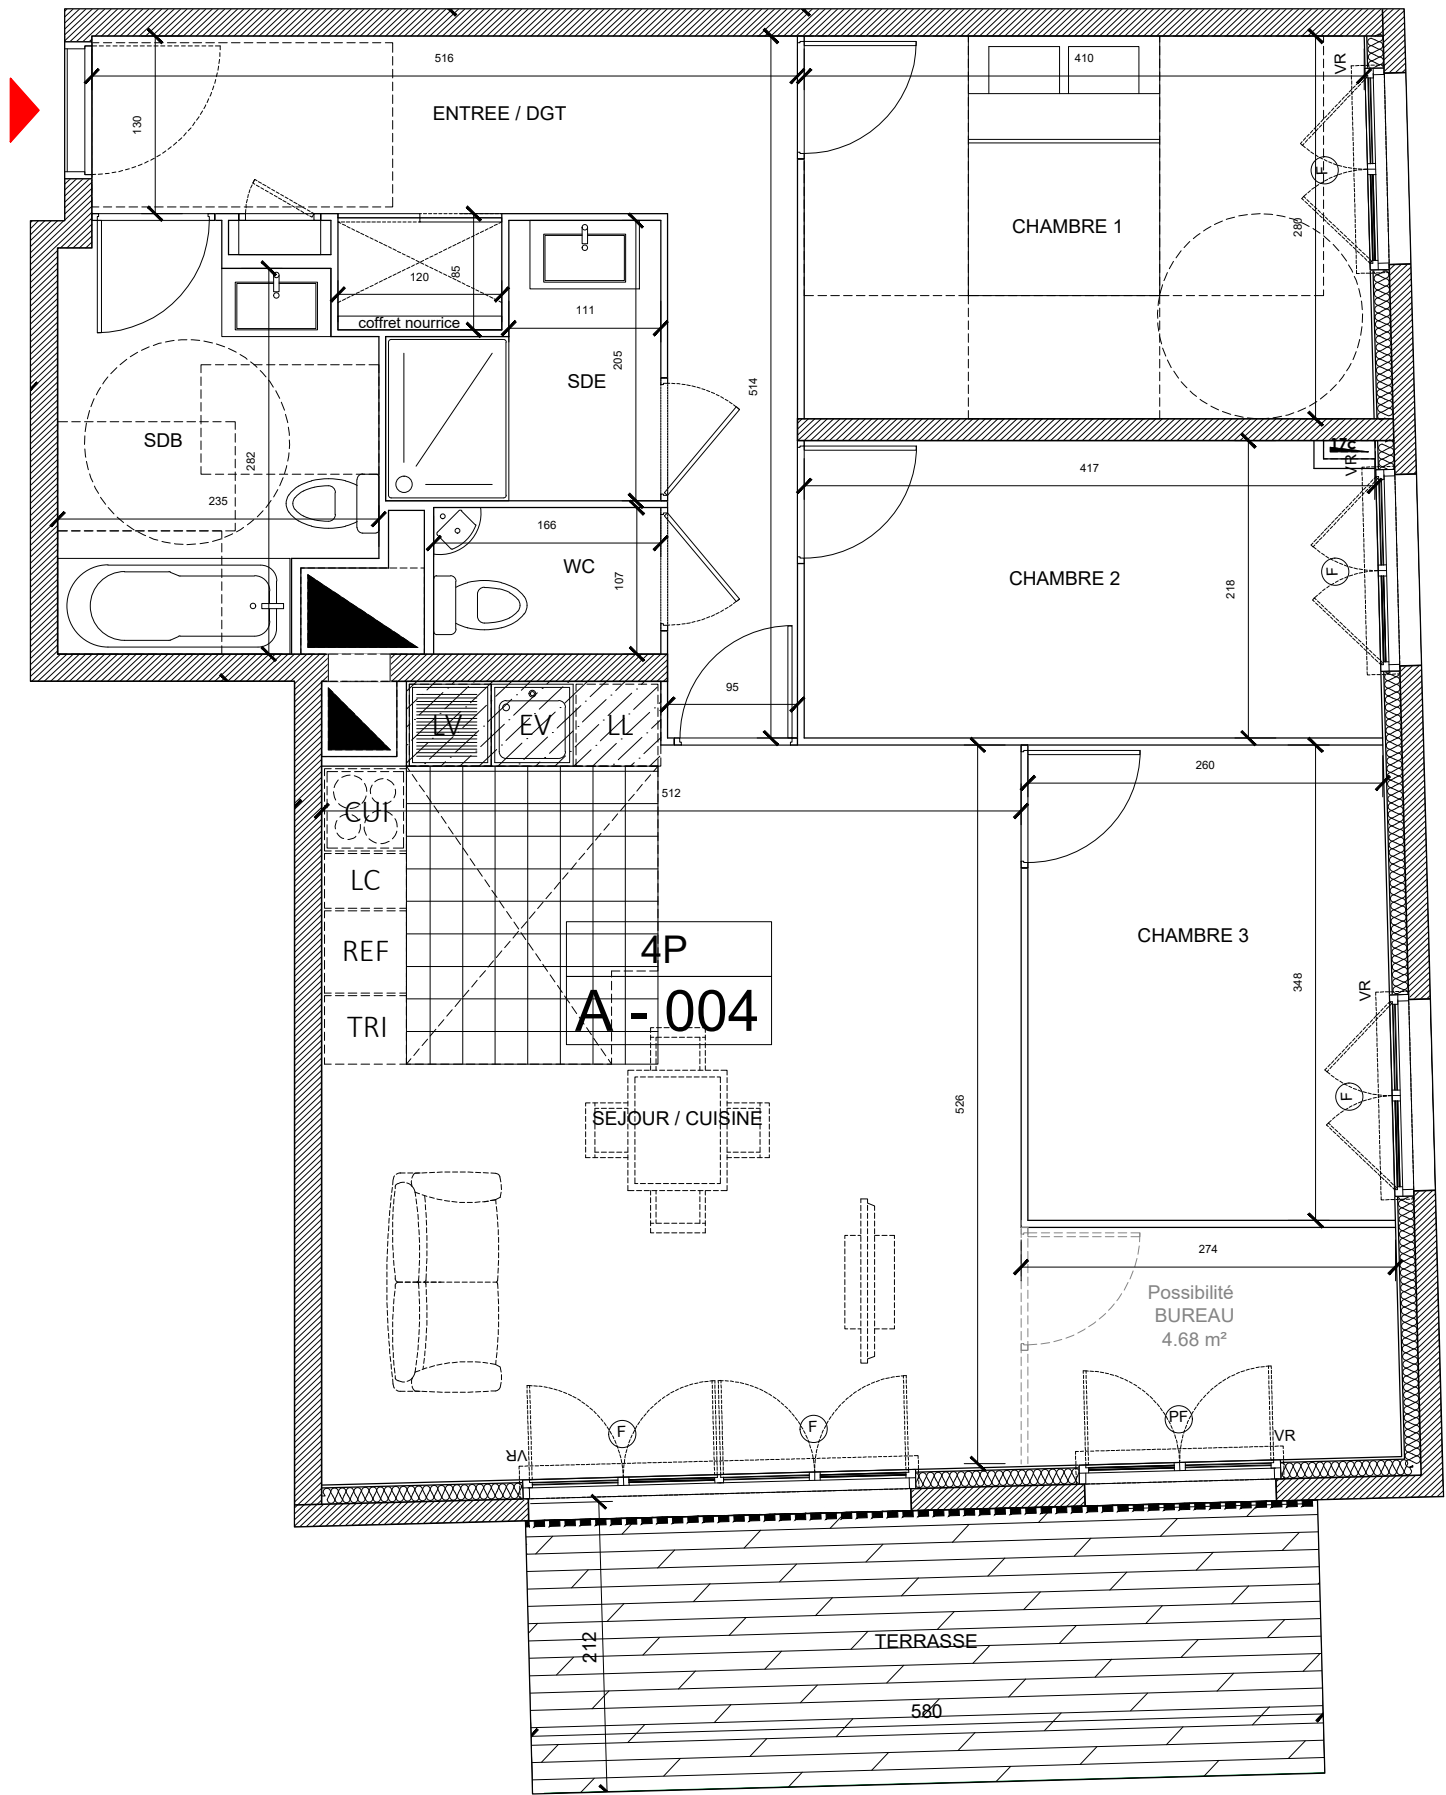 516
410
VR
130
ENTREE / DGT
CHAMBRE 1
280
120
85
111
coffret nourrice
205
SDE
514
SDB
282
235
17c
VR
417
166
WC
107
CHAMBRE 2
218
F
F
95
LV
EV
LL
512
260
CUI
LC
REF
TRI
4P
A - 004
CHAMBRE 3
348
VR
F
526
SEJOUR / CUISINE
274
Possibilité
BUREAU
4.68 m²
F
F
PF
VR
VR
212
TERRASSE
580